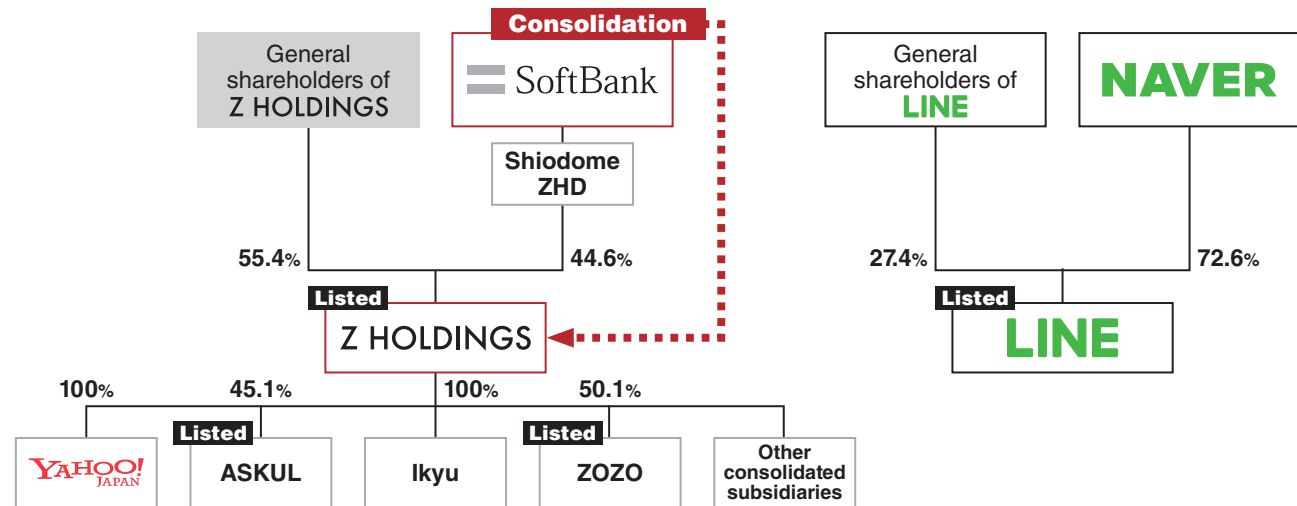 Consolidation
General
shareholders of
Z HOLDINGS
SoftBank
General
shareholders of
LINE
NAVER
Shiodome
ZHD
55.4%
44.6%
27.4%
72.6%
Listed
Z HOLDINGS
Listed
LINE
100%
45.1%
100%
50.1%
YAHOO!
JAPAN
Listed
ASKUL
Ikyu
Listed
ZOZO
Other
consolidated
subsidiaries